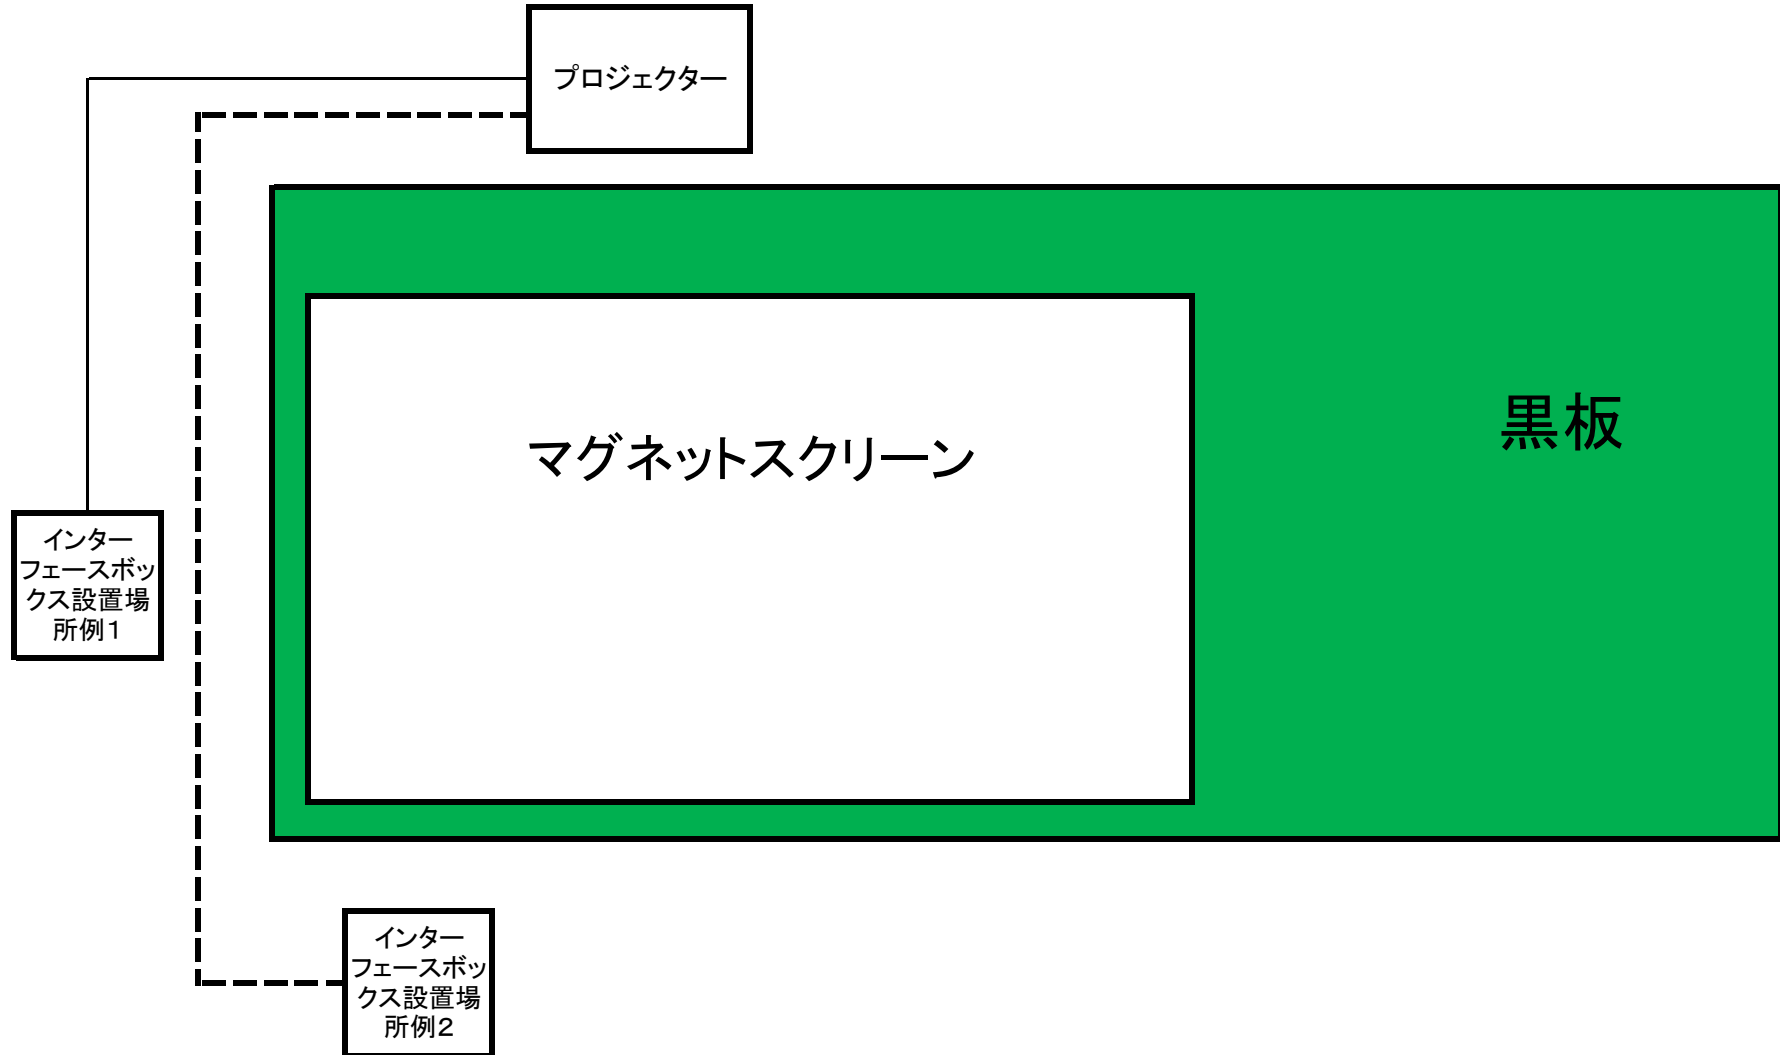 プロジェクター
黒板
マグネットスクリーン
インター
フェースボッ
クス設置場
所例１
インター
フェースボッ
クス設置場
所例２